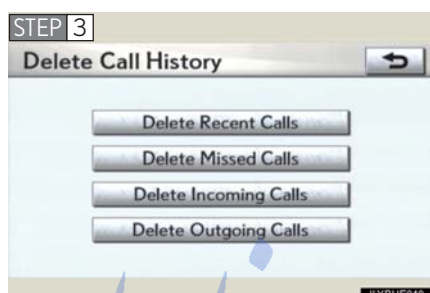 STEP 3
Delete Call History
Delete Recent Calls
Delete Missed Calls
Delete Incoming Calls
Delete Outgoing Calls